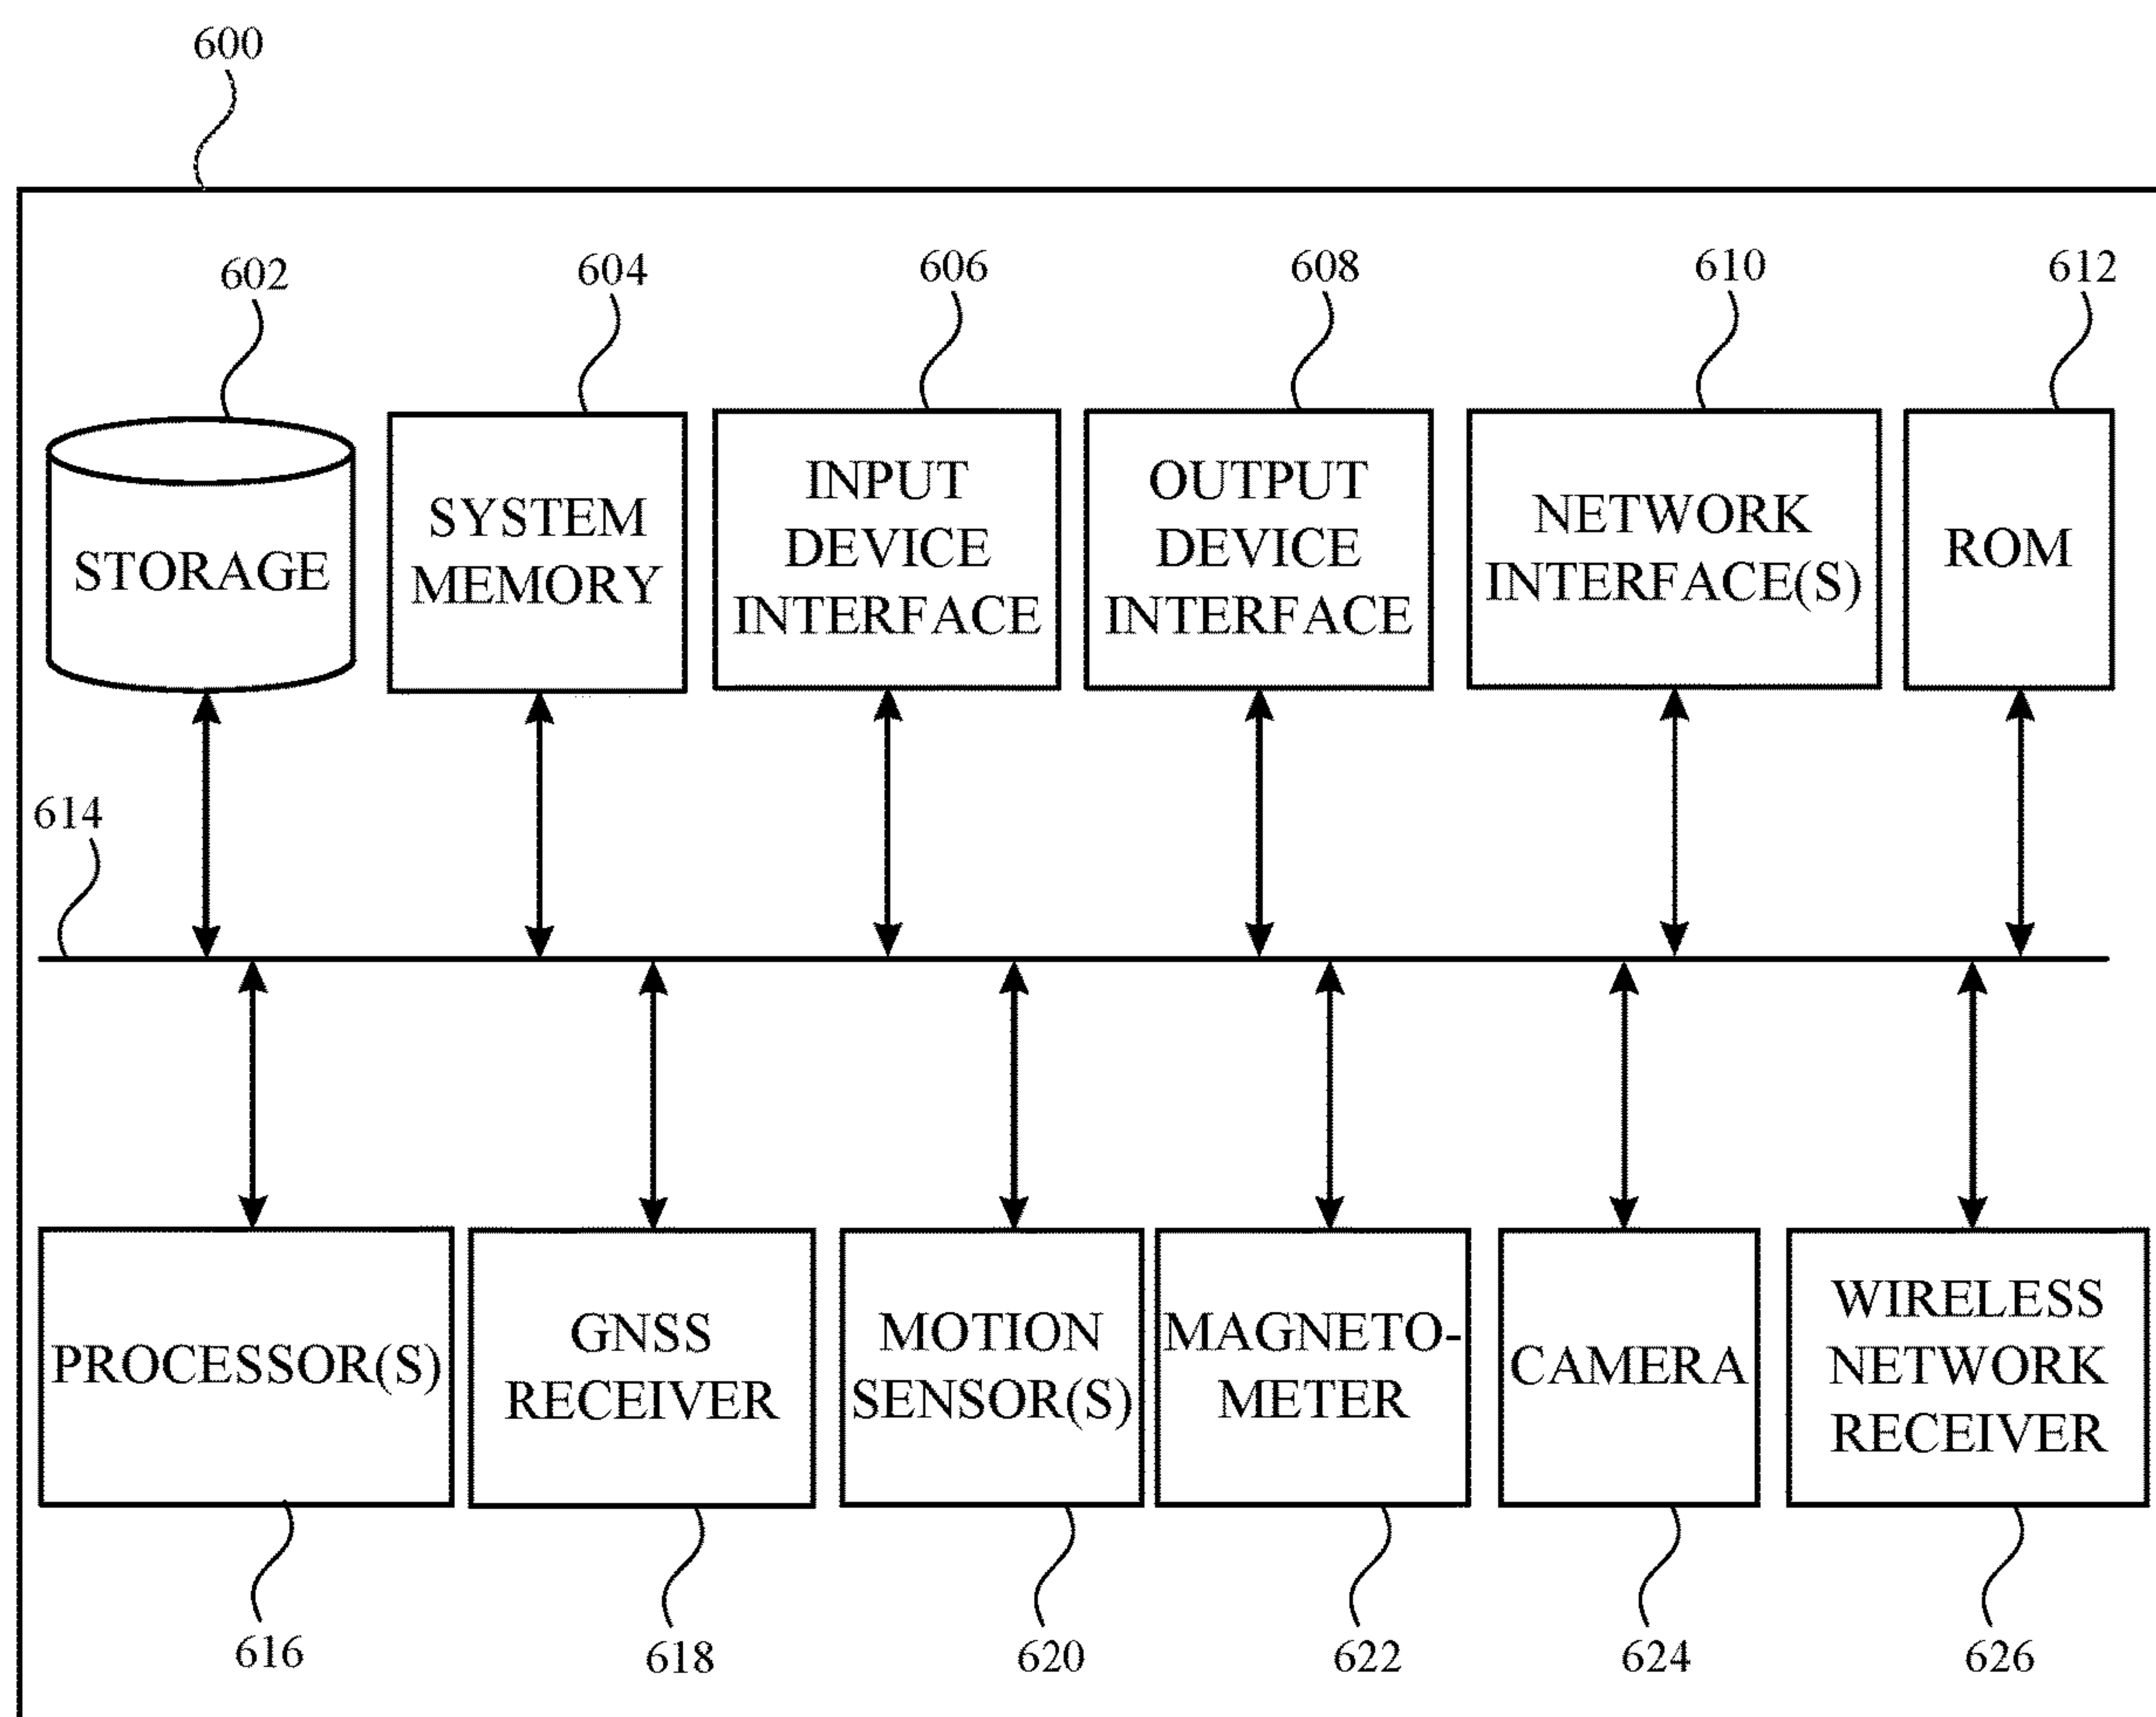 600
602
604
606
608
610
612
STORAGE
SYSTEM
MEMORY
INPUT
DEVICE
INTERFACE
OUTPUT
DEVICE
INTERFACE
NETWORK
INTERFACE(S)
ROM
614
PROCESSOR(S)
GNSS
RECEIVER
MOTION
SENSOR(S)
MAGNETO-
METER
CAMERA
WIRELESS
NETWORK
RECEIVER
616
618
620
622
624
626